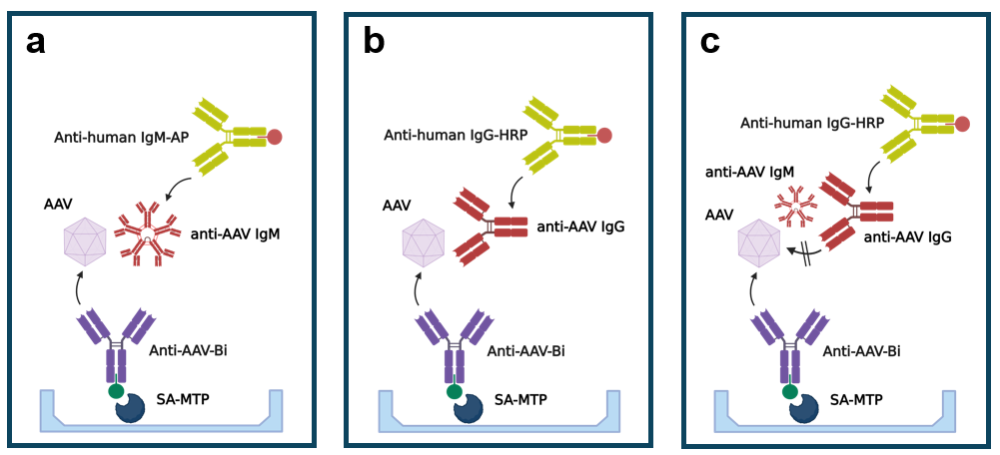 a
Anti-human IgM-AP
AAV
anti-AAV IgM
Anti-AAV-Bi
SA-MTP
b
Anti-human IgG-HRP
AAV
anti-AAV IgG
Anti-AAV-Bi
SA-MTP
c
Anti-human IgG-HRP
anti-AAV IgM
AAV
anti-AAV IgG
Anti-AAV-Bi
SA-MTP